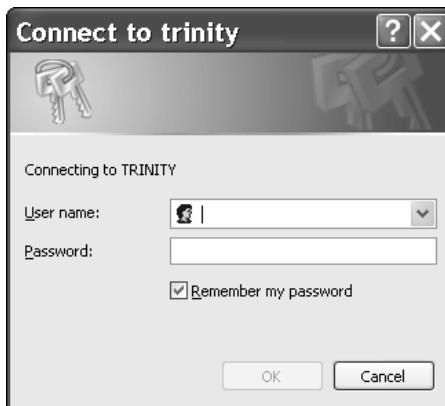 Connect to trinity
Connecting to TRINITY
User name:
Password:
Remember my password
OK Cancel